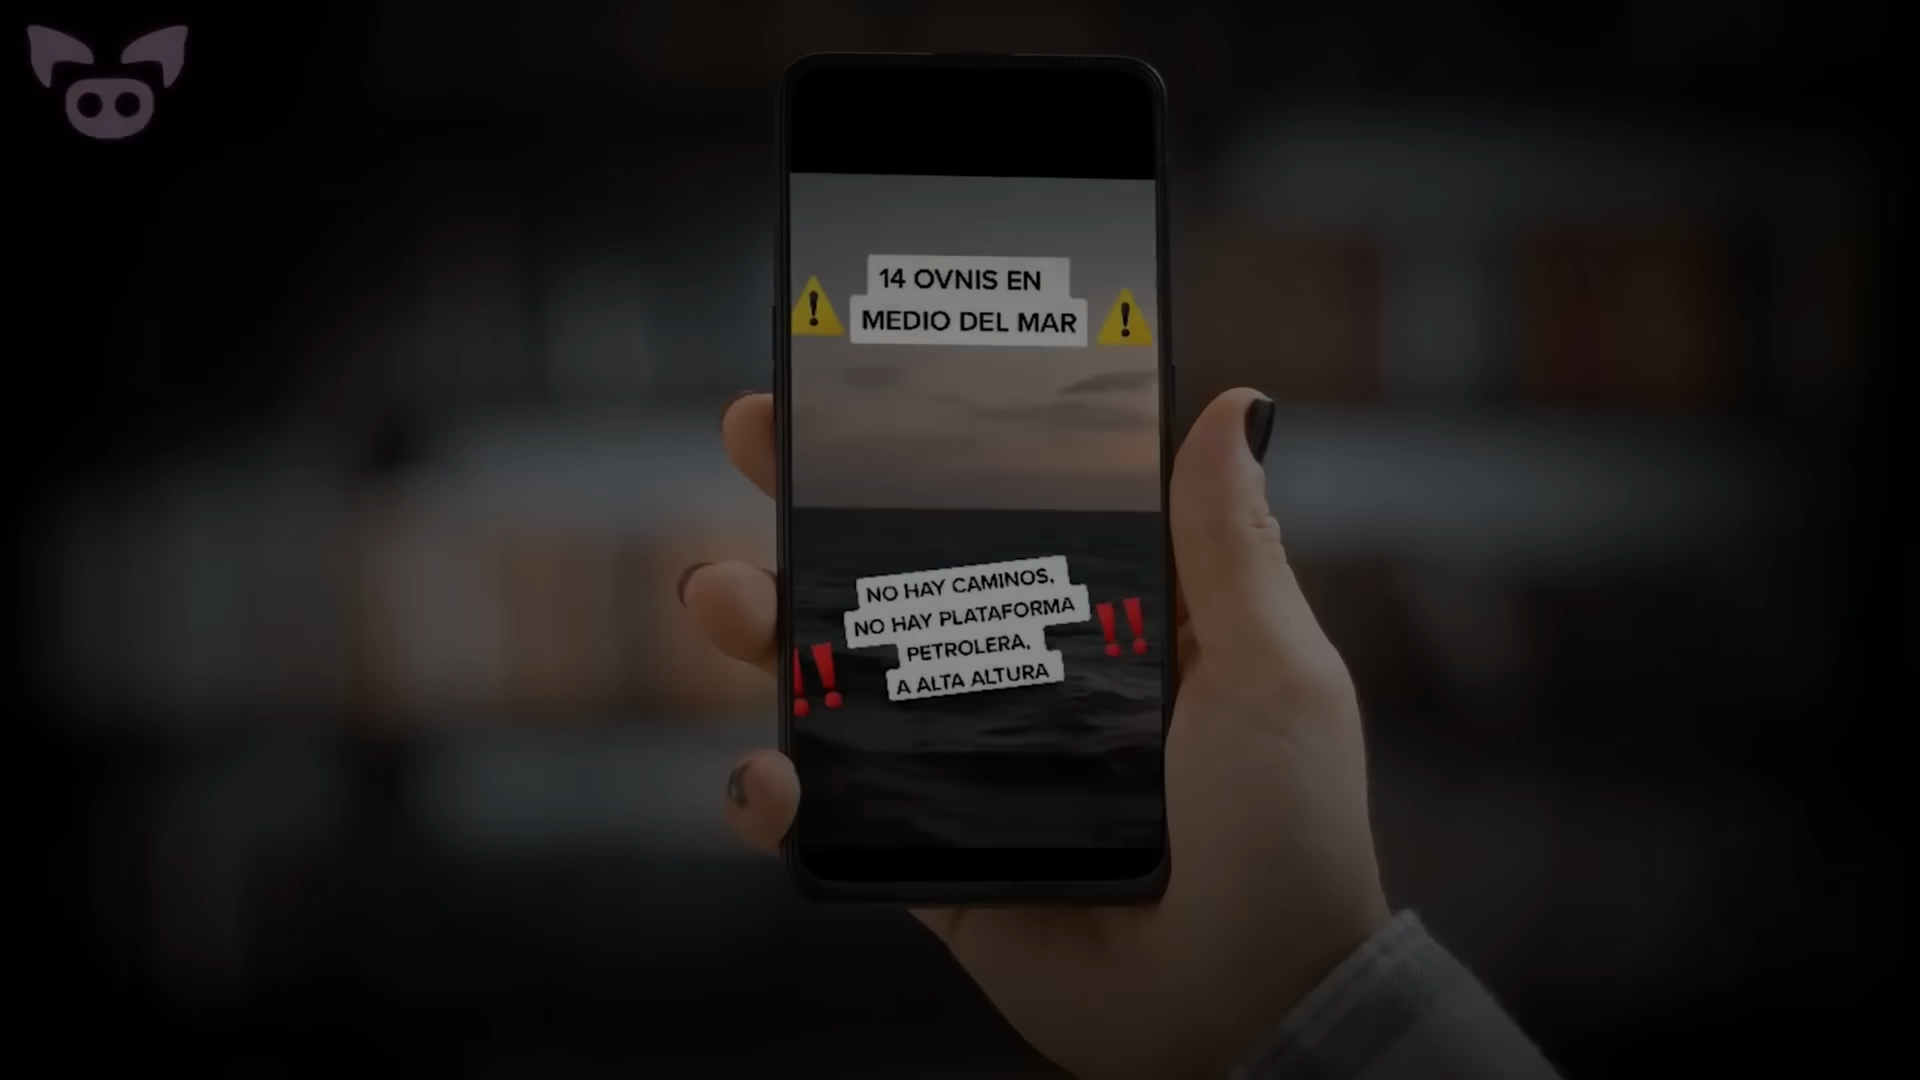 14 OVNIS EN
MEDIO DEL MAR
NO HAY CAMINOS,
NO HAY PLATAFORMA
PETROLERA,
A ALTA ALTURA